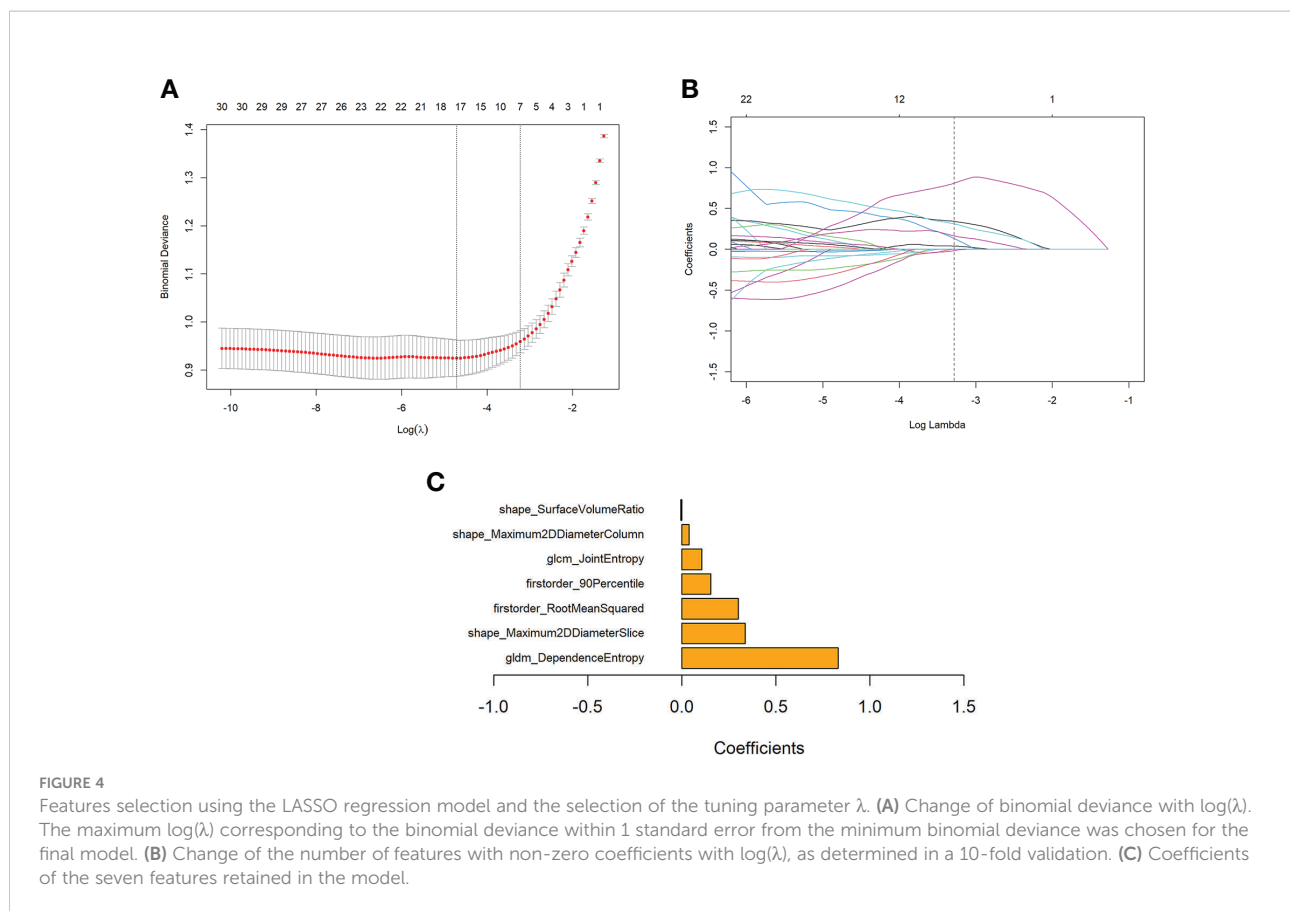 A
30 30 29 29 27 27 26 23 22 22 21 18 17 15 10 7 5 4 3 1 1
1.4
1.3
1.2
1.1
1.0
0.9
Binomial Deviance
-10 -8 -6 -4 -2
Log(λ)
B
22 12 1
1.5
1.0
0.5
0.0
-0.5
-1.0
-1.5
Coefficients
-6 -5 -4 -3 -2 -1
Log Lambda
C
shape_SurfaceVolumeRatio
shape_Maximum2DDiameterColumn
glcm_JointEntropy
firstorder_90Percentile
firstorder_RootMeanSquared
shape_Maximum2DDiameterSlice
gldm_DependenceEntropy
-1.0 -0.5 0.0 0.5 1.0 1.5
Coefficients
FIGURE 4
Features selection using the LASSO regression model and the selection of the tuning parameter λ. (A) Change of binomial deviance with log(λ).
The maximum log(λ) corresponding to the binomial deviance within 1 standard error from the minimum binomial deviance was chosen for the
final model. (B) Change of the number of features with non-zero coefficients with log(λ), as determined in a 10-fold validation. (C) Coefficients
of the seven features retained in the model.